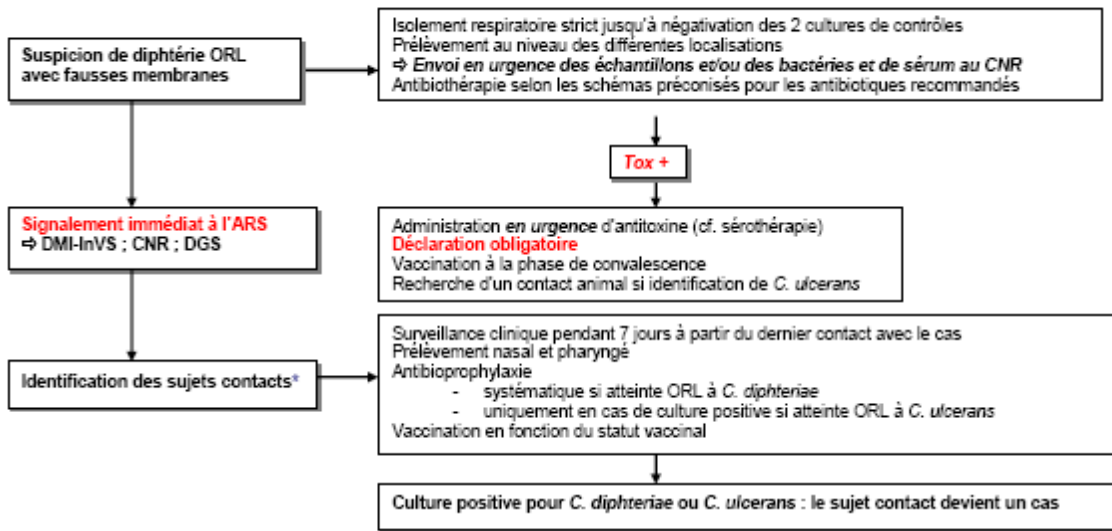 Suspicion de diphtérie ORL
avec fausses membranes
Isolement respiratoire strict jusqu'à négativation des 2 cultures de contrôles
Prélèvement au niveau des différentes localisations
⇨ Envoi en urgence des échantillons et/ou des bactéries et de sérum au CNR
Antibiothérapie selon les schémas préconisés pour les antibiotiques recommandés
Tox +
Signalement immédiat à l'ARS
⇨ DMI-InVS ; CNR ; DGS
Administration en urgence d'antitoxine (cf. sérothérapie)
Déclaration obligatoire
Vaccination à la phase de convalescence
Recherche d'un contact animal si identification de C. ulcerans
Identification des sujets contacts*
Surveillance clinique pendant 7 jours à partir du dernier contact avec le cas
Prélèvement nasal et pharyngé
Antibioprophylaxie
- systématique si atteinte ORL à C. diphteriae
- uniquement en cas de culture positive si atteinte ORL à C. ulcerans
Vaccination en fonction du statut vaccinal
Culture positive pour C. diphteriae ou C. ulcerans : le sujet contact devient un cas